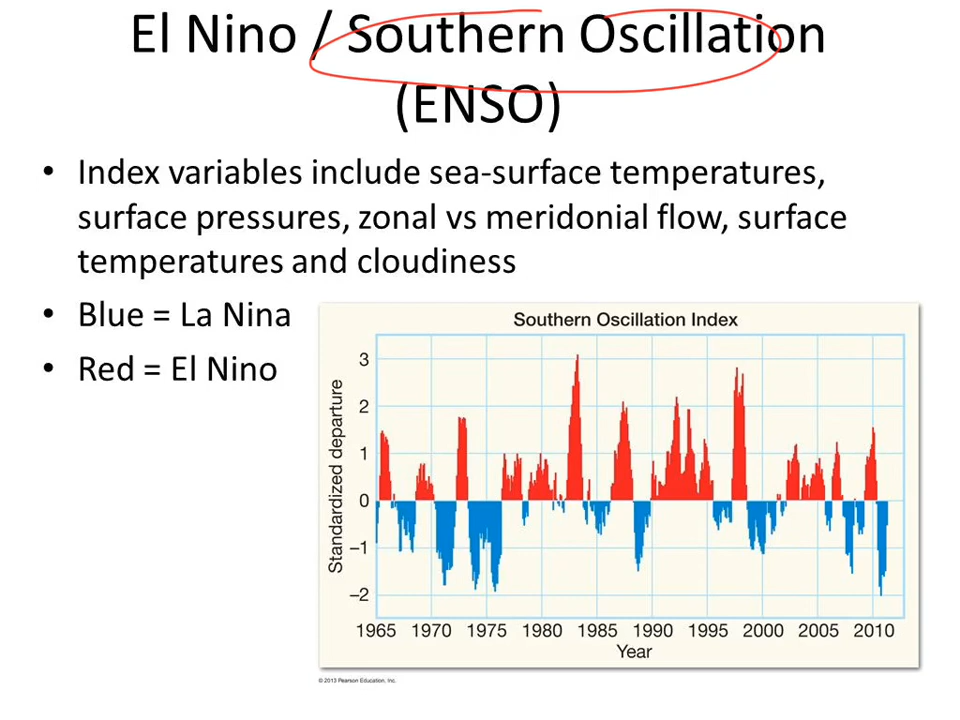 El Nino / Southern Oscillation
(ENSO)
• Index variables include sea-surface temperatures,
surface pressures, zonal vs meridonial flow, surface
temperatures and cloudiness
• Blue = La Nina
• Red = El Nino
Southern Oscillation Index
Standardized departure
3
2
1
0
−1
−2
1965 1970 1975 1980 1985 1990 1995 2000 2005 2010
Year
© 2013 Pearson Education, Inc.